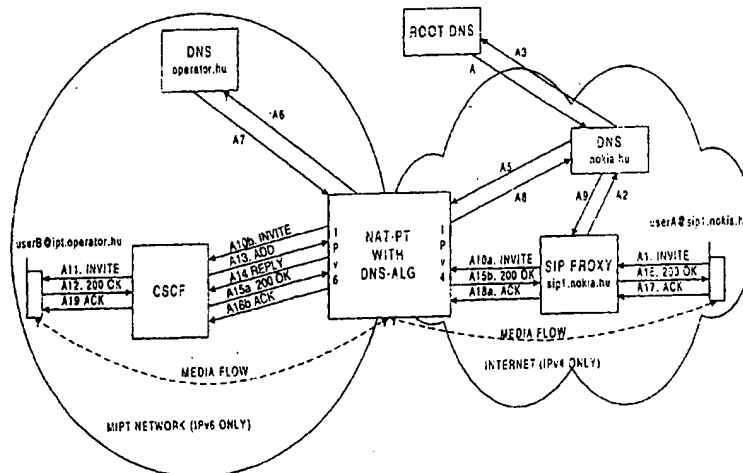 ROOT DNS
A3
A
DNS
operator.hu
A6
A7
DNS
nokia.hu
A5
A8
A9
A2
userB@ipt.operator.hu
userA@sip1.nokia.h
A11. INVITE
A12. 200 OK
A19 ACK
CSCF
A10b. INVITE
A13. ADD
A14 REPLY
A15a 200 OK
A16b ACK
I
P
v
6
NAT-PT
WITH
DNS-ALG
I
P
v
4
A10a. INVITE
A15b. 200 OK
A18a. ACK
SIP PROXY
sip1.nokia.hu
A1. INVITE
A16. 200 OK
A17. ACK
MEDIA FLOW
MEDIA FLOW
INTERNET (IPv4 ONLY)
MIPT NETWORK (IPv6 ONLY)